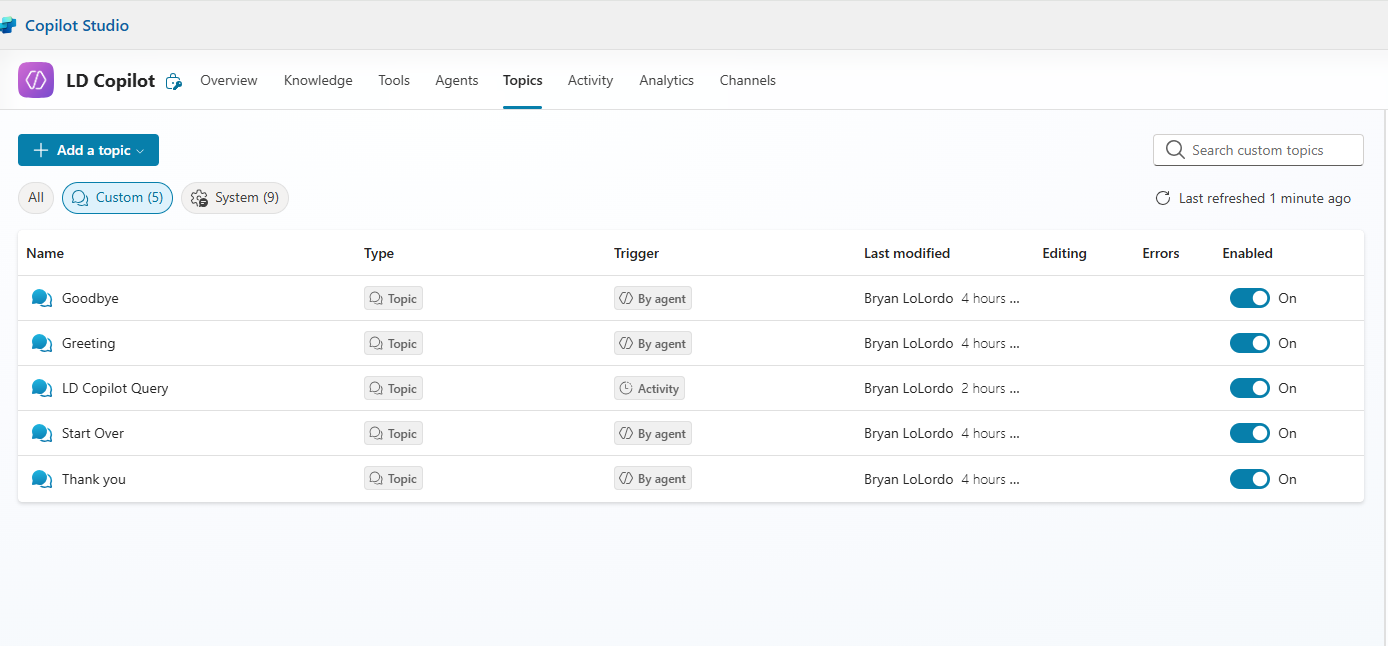 Copilot Studio
LD Copilot Overview Knowledge Tools Agents Topics Activity Analytics Channels
Add a topic Search custom topics
All Custom (5) System (9) Last refreshed 1 minute ago
Name Type Trigger Last modified Editing Errors Enabled
Goodbye Topic By agent Bryan LoLordo 4 hours ... On
Greeting Topic By agent Bryan LoLordo 4 hours ... On
LD Copilot Query Topic Activity Bryan LoLordo 2 hours ... On
Start Over Topic By agent Bryan LoLordo 4 hours ... On
Thank you Topic By agent Bryan LoLordo 4 hours ... On